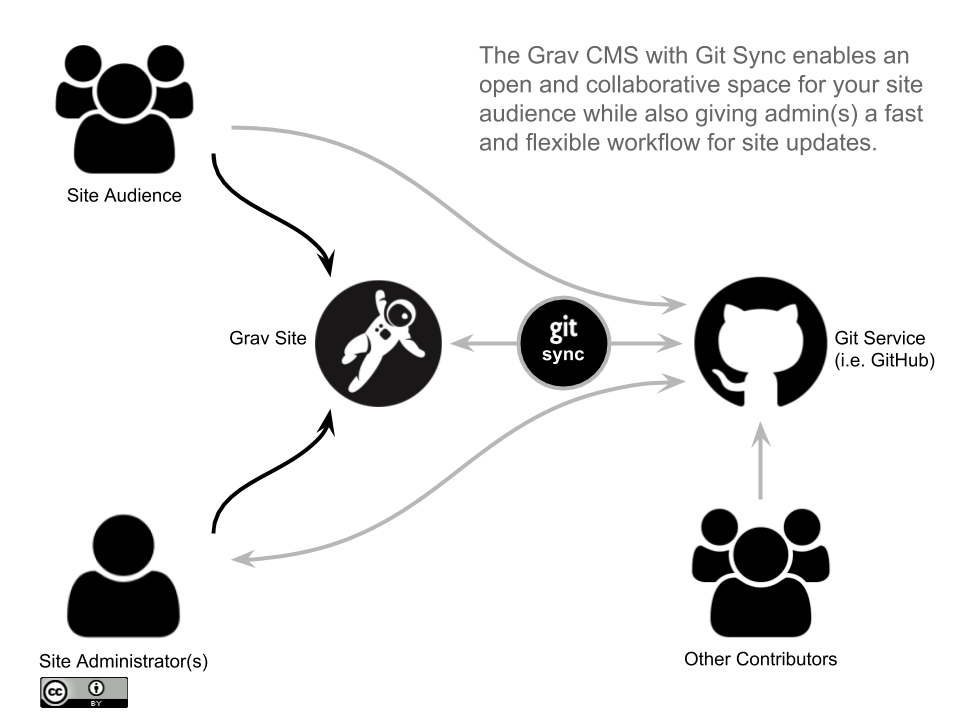 The Grav CMS with Git Sync enables an
open and collaborative space for your site
audience while also giving admin(s) a fast
and flexible workflow for site updates.
Site Audience
Grav Site
git
sync
Git Service
(i.e. GitHub)
Site Administrator(s)
Other Contributors
cc
BY